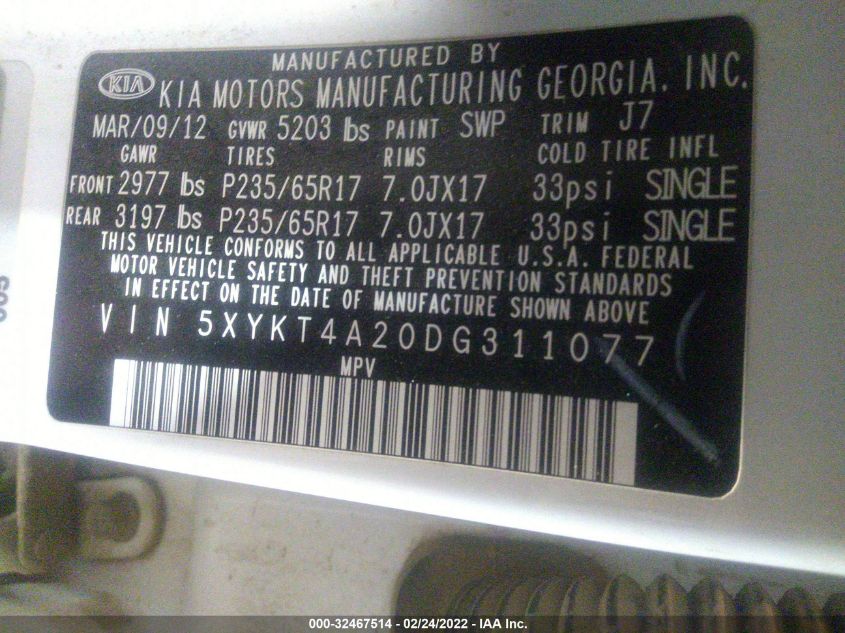 MANUFACTURED BY
KIA KIA MOTORS MANUFACTURING GEORGIA, INC.
MAR/09/12 GVWR 5203 lbs PAINT SWP TRIM J7
GAWR TIRES RIMS COLD TIRE INFL
FRONT 2977 lbs P235/65R17 7.0JX17 33psi SINGLE
REAR 3197 lbs P235/65R17 7.0JX17 33psi SINGLE
THIS VEHICLE CONFORMS TO ALL APPLICABLE U.S.A. FEDERAL
MOTOR VEHICLE SAFETY AND THEFT PREVENTION STANDARDS
IN EFFECT ON THE DATE OF MANUFACTURE SHOWN ABOVE
VIN 5XYKT4A20DG311077
MPV
000-32467514 - 02/24/2022 - IAA Inc.